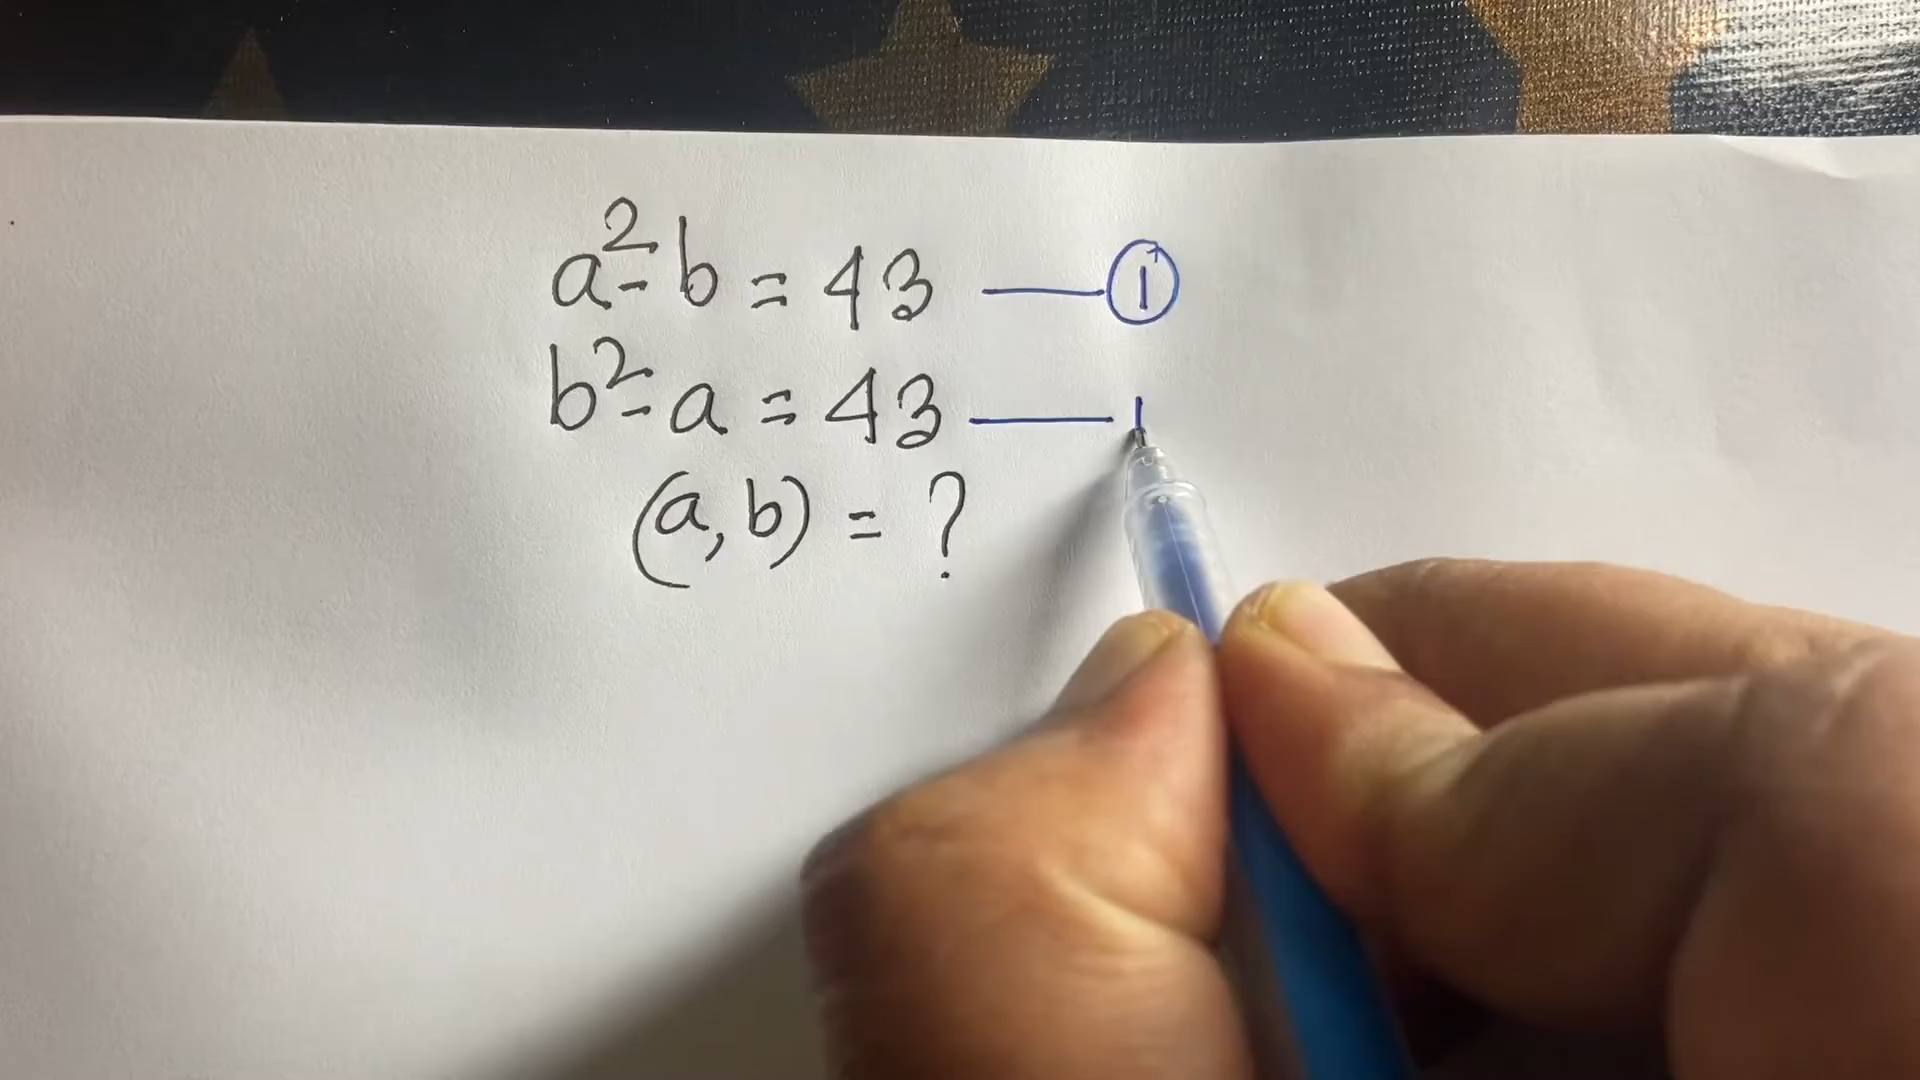 a² - b = 43 —— ①
b² - a = 43 ——
(a, b) = ?